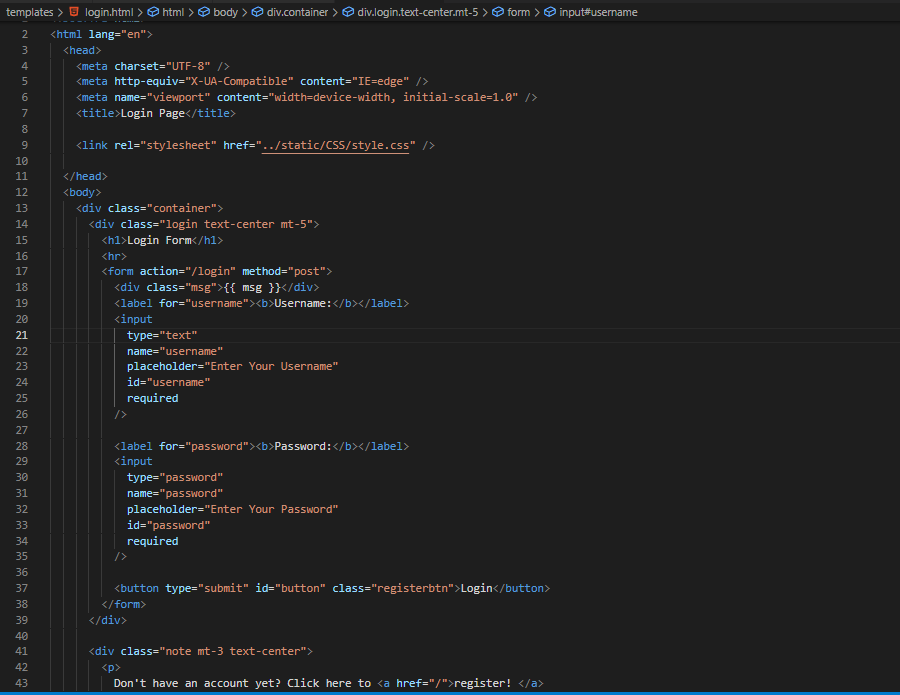 templates > login.html > html > body > div.container > div.login.text-center.mt-5 > form > input#username
2 <html lang="en">
3 <head>
4 <meta charset="UTF-8" />
5 <meta http-equiv="X-UA-Compatible" content="IE=edge" />
6 <meta name="viewport" content="width=device-width, initial-scale=1.0" />
7 <title>Login Page</title>
8
9 <link rel="stylesheet" href="../static/CSS/style.css" />
10
11 </head>
12 <body>
13 <div class="container">
14 <div class="login text-center mt-5">
15 <h1>Login Form</h1>
16 <hr>
17 <form action="/login" method="post">
18 <div class="msg">{{ msg }}</div>
19 <label for="username"><b>Username:</b></label>
20 <input
21 type="text"
22 name="username"
23 placeholder="Enter Your Username"
24 id="username"
25 required
26 />
27
28 <label for="password"><b>Password:</b></label>
29 <input
30 type="password"
31 name="password"
32 placeholder="Enter Your Password"
33 id="password"
34 required
35 />
36
37 <button type="submit" id="button" class="registerbtn">Login</button>
38 </form>
39 </div>
40
41 <div class="note mt-3 text-center">
42 <p>
43 Don't have an account yet? Click here to <a href="/">register! </a>